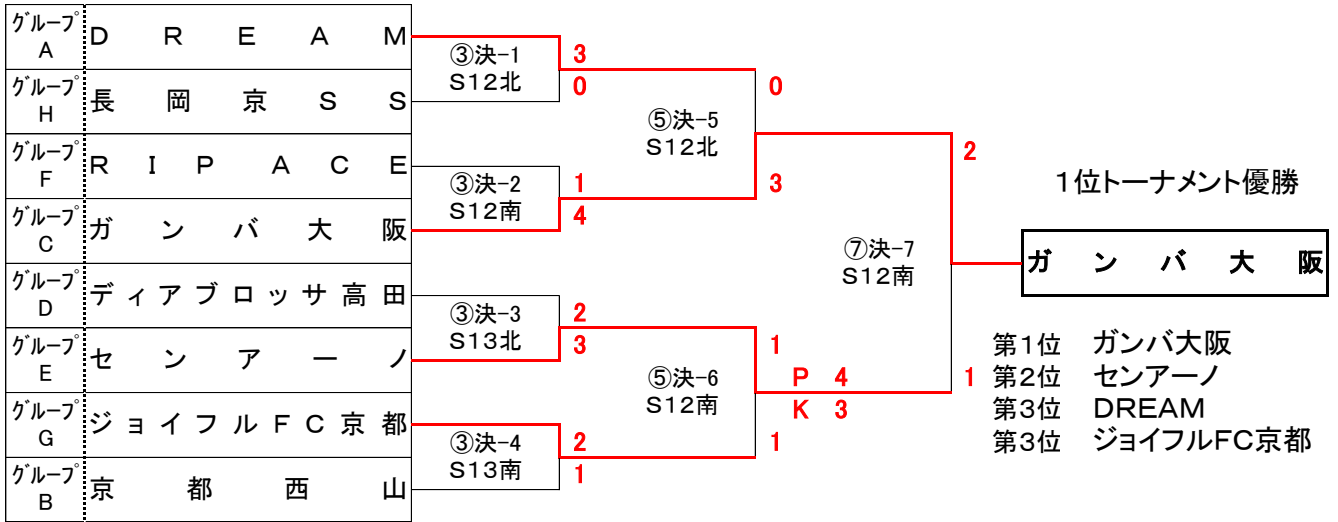 グループ A DREAM
グループ H 長岡京SS
グループ F RIP ACE
グループ C ガンバ大阪
グループ D ディアブロッサ高田
グループ E センアーノ
グループ G ジョイフルFC京都
グループ B 京都西山
③決-1
S12北
3
0
③決-2
S12南
1
4
③決-3
S13北
2
3
③決-4
S13南
2
1
⑤決-5
S12北
0
3
⑤決-6
S12南
1
1
P 4
K 3
⑦決-7
S12南
2
1
1位トーナメント優勝
ガンバ大阪
第1位 ガンバ大阪
第2位 センアーノ
第3位 DREAM
第3位 ジョイフルFC京都